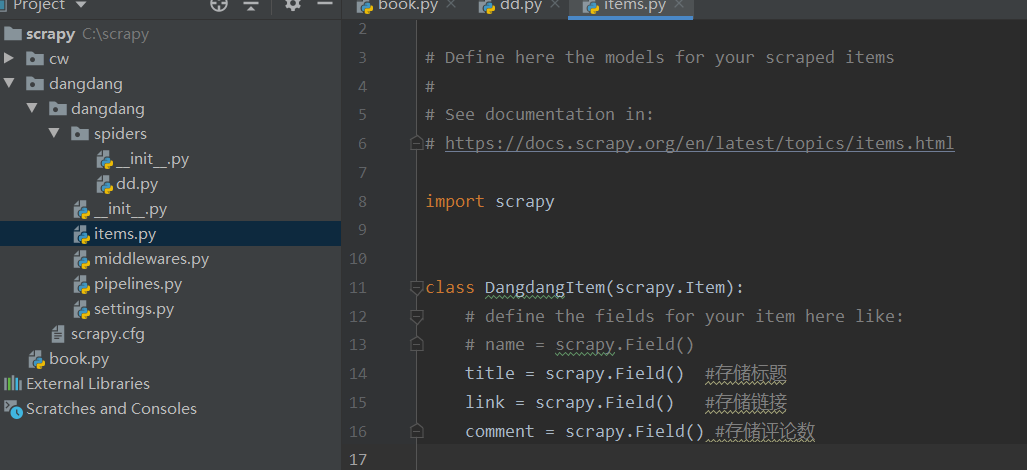 Project
book.py
dd.py
items.py
scrapy C:\scrapy
cw
dangdang
dangdang
spiders
__init__.py
dd.py
__init__.py
items.py
middlewares.py
pipelines.py
settings.py
scrapy.cfg
book.py
External Libraries
Scratches and Consoles
2
3 # Define here the models for your scraped items
4 #
5 # See documentation in:
6 # https://docs.scrapy.org/en/latest/topics/items.html
7
8 import scrapy
9
10
11 class DangdangItem(scrapy.Item):
12 # define the fields for your item here like:
13 # name = scrapy.Field()
14 title = scrapy.Field() #存储标题
15 link = scrapy.Field() #存储链接
16 comment = scrapy.Field() #存储评论数
17